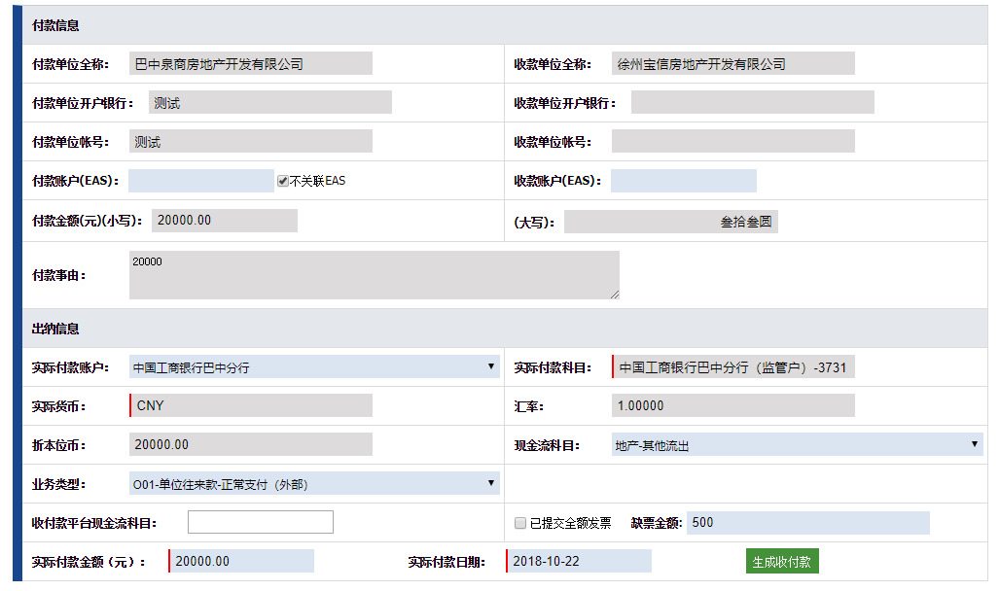 付款信息
付款单位全称： 巴中泉商房地产开发有限公司 收款单位全称： 徐州宝信房地产开发有限公司
付款单位开户银行： 测试 收款单位开户银行：
付款单位帐号： 测试 收款单位帐号：
付款账户(EAS)： 不关联EAS 收款账户(EAS)：
付款金额(元)(小写)： 20000.00 (大写)： 叁拾叁圆
付款事由： 20000
出纳信息
实际付款账户： 中国工商银行巴中分行 实际付款科目： 中国工商银行巴中分行（监管户）-3731
实际货币： CNY 汇率： 1.00000
折本位币： 20000.00 现金流科目： 地产-其他流出
业务类型： O01-单位往来款-正常支付（外部）
收付款平台现金流科目： 已提交全额发票 缺票金额: 500
实际付款金额（元）： 20000.00 实际付款日期： 2018-10-22 生成收付款